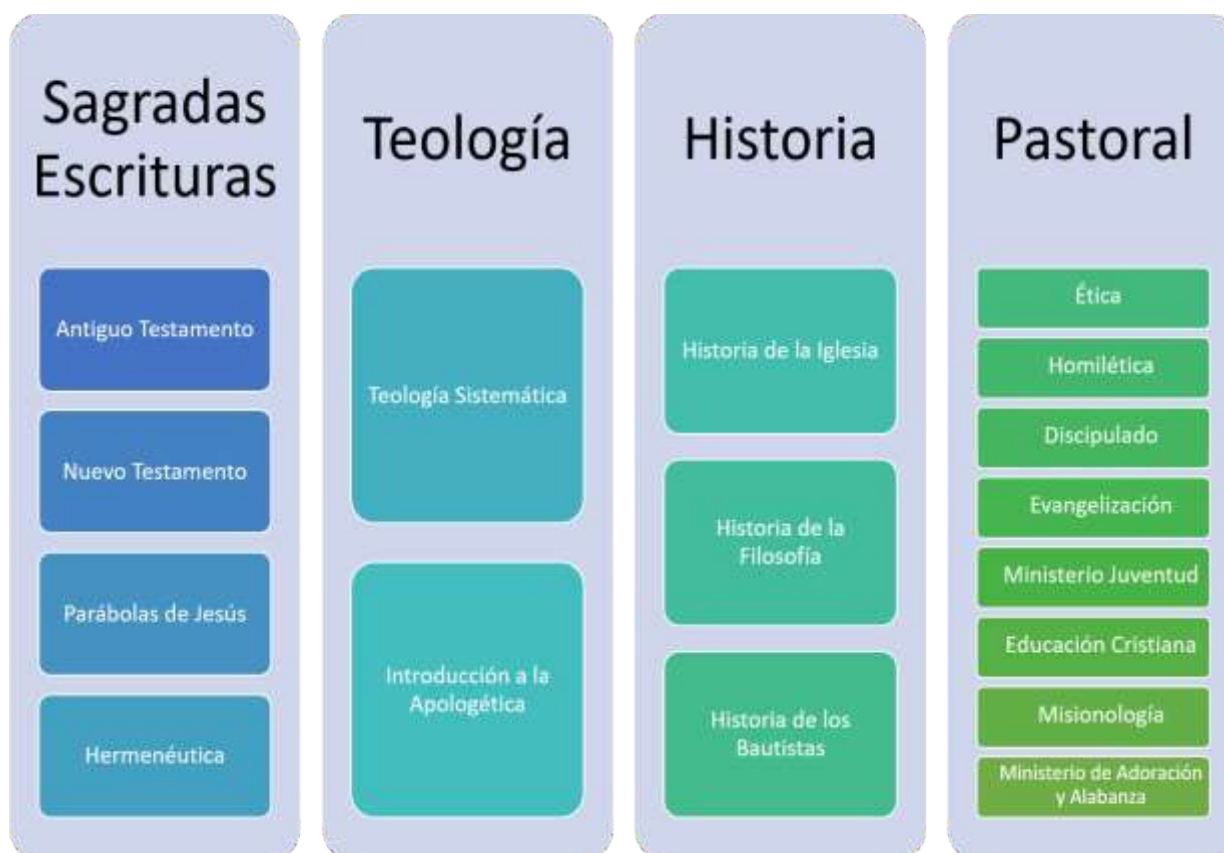 Sagradas
Escrituras
Antiguo Testamento
Nuevo Testamento
Parábolas de Jesús
Hermenéutica
Teología
Teología Sistemática
Introducción a la
Apologética
Historia
Historia de la Iglesia
Historia de la
Filosofía
Historia de los
Bautistas
Pastoral
Ética
Homilética
Discipulado
Evangelización
Ministerio Juventud
Educación Cristiana
Misionología
Ministerio de Adoración
y Alabanza